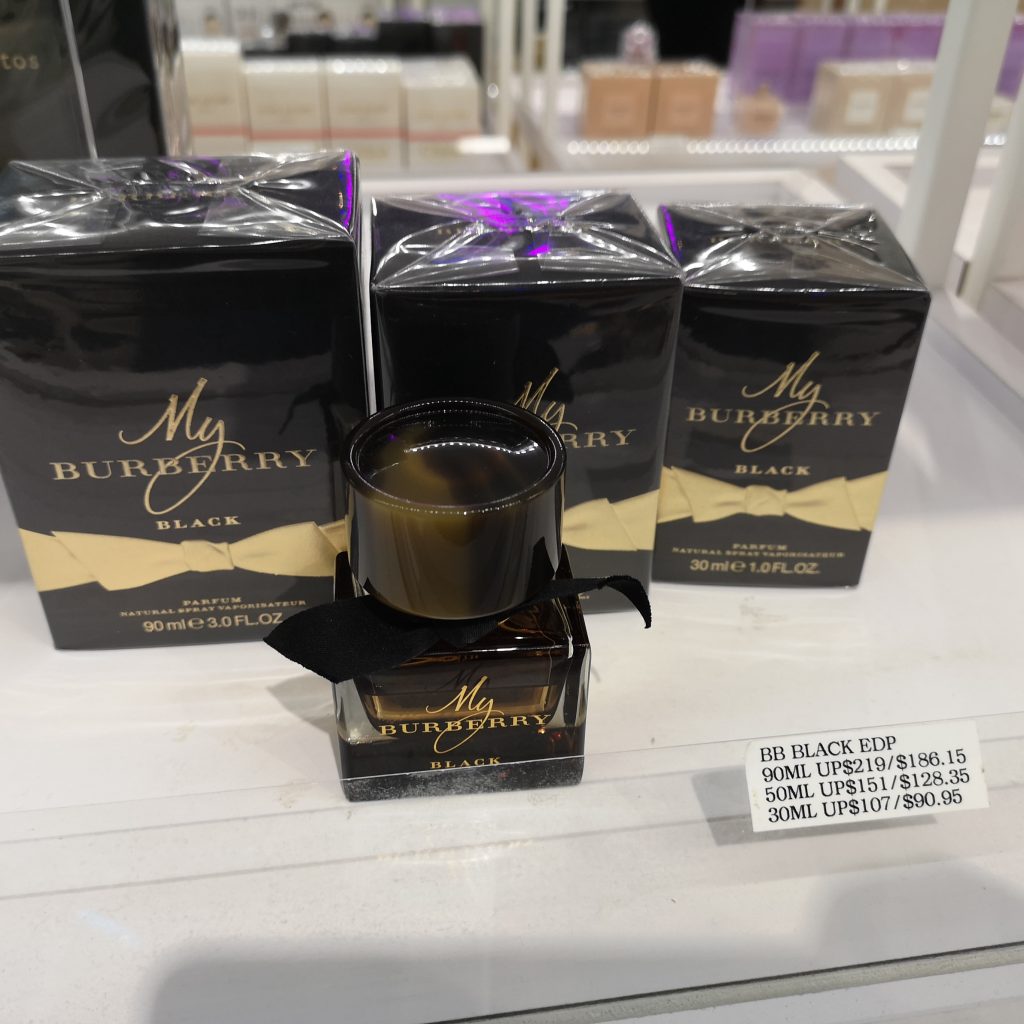 tos
My
BURBERRY
BLACK
PARFUM
NATURAL SPRAY VAPORISATEUR
90 ml e 3.0 FL.OZ.
My
My
BURBERRY
BLACK
PARFUM
NATURAL SPRAY VAPORISATEUR
30 ml e 1.0 FL.OZ.
My
BURBERRY
BLACK
BB BLACK EDP
90ML UP$219/$186.15
50ML UP$151/$128.35
30ML UP$107/$90.95